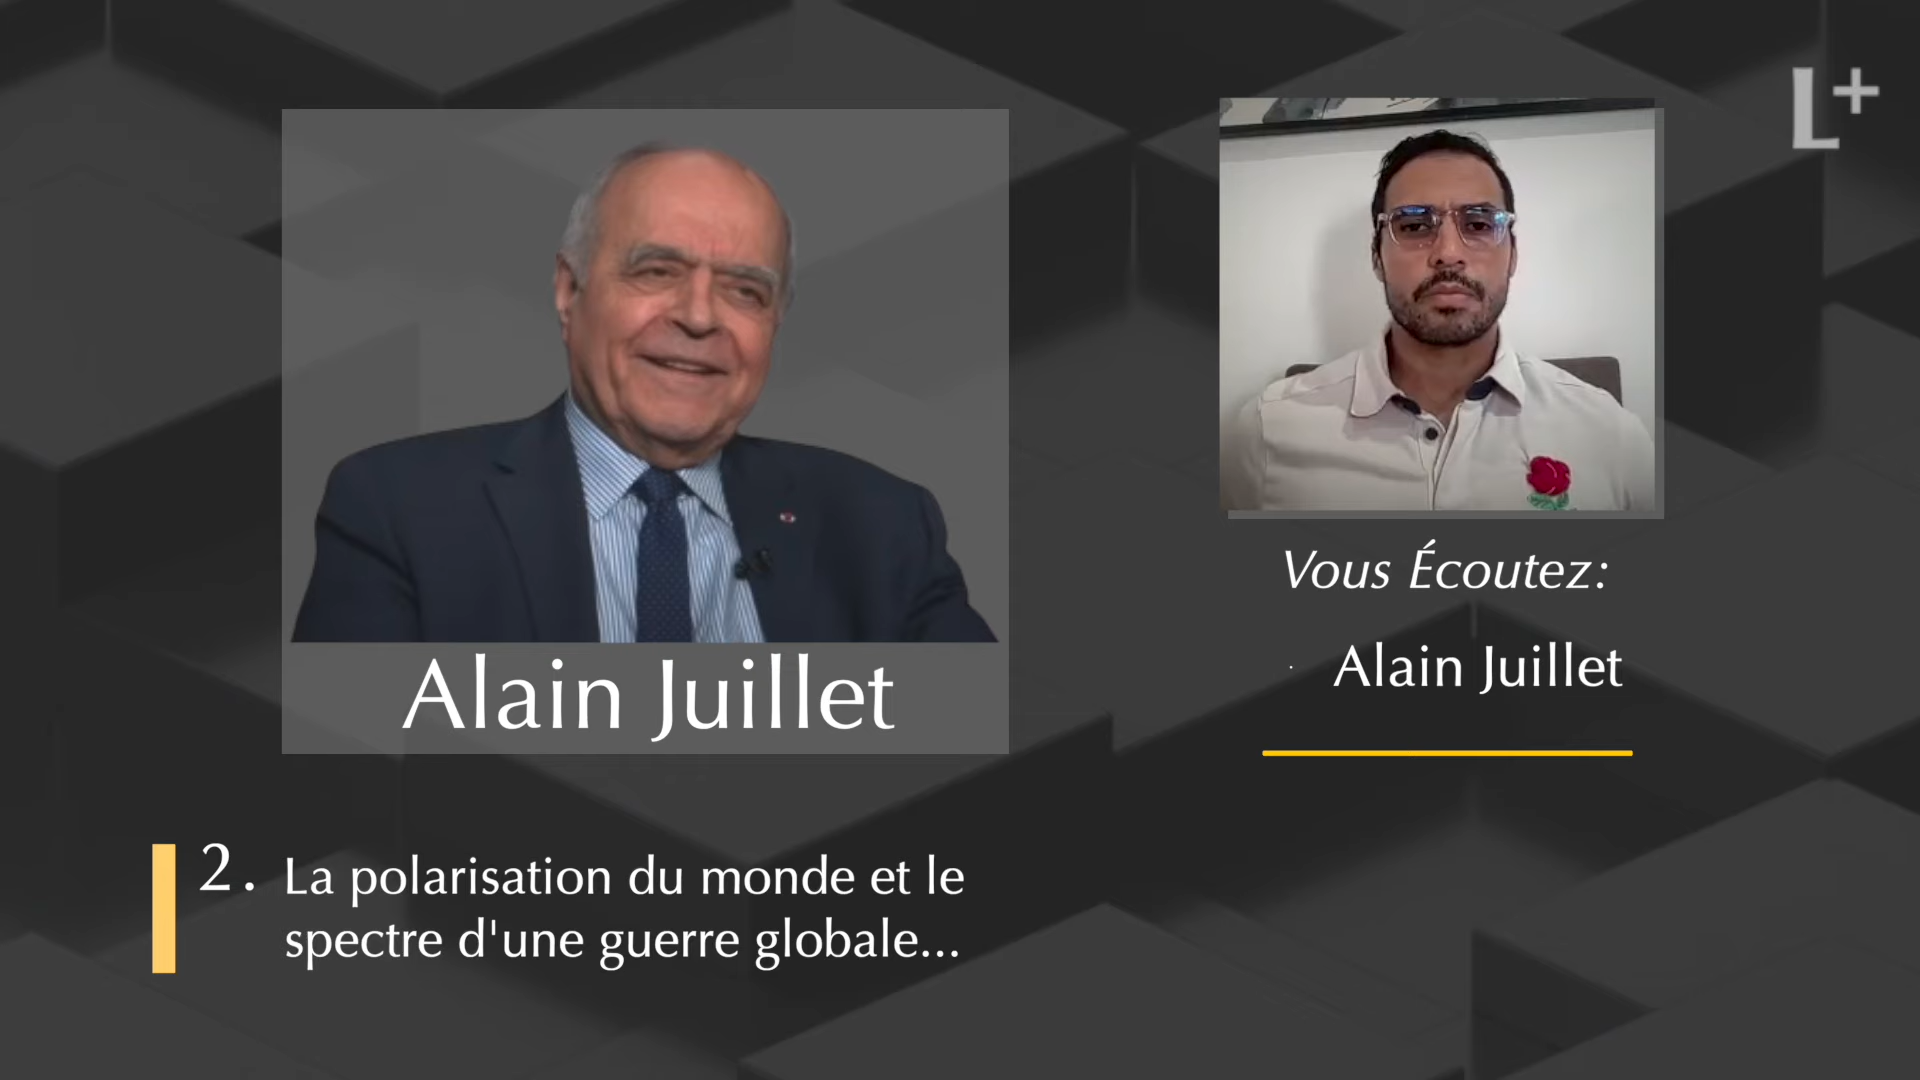 L+
Alain Juillet
Vous Écoutez:
Alain Juillet
2. La polarisation du monde et le
spectre d'une guerre globale...